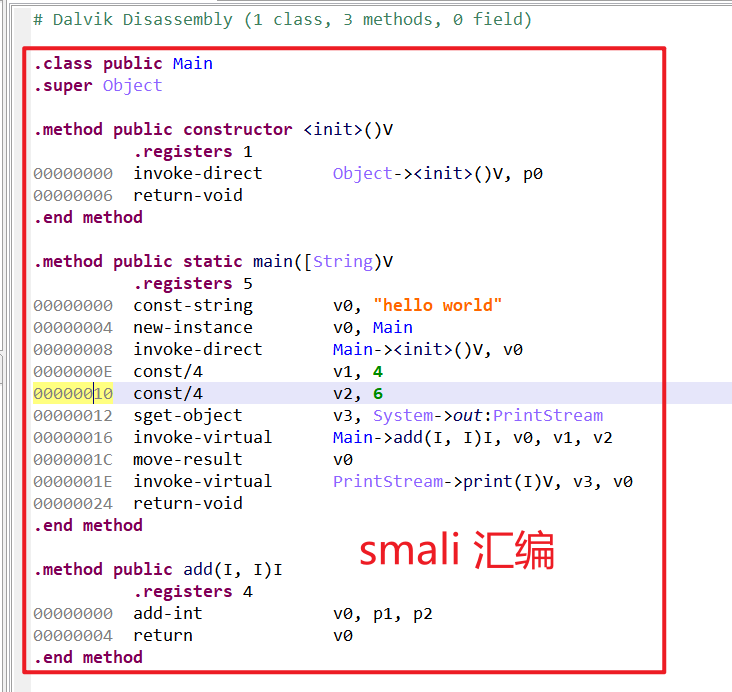 # Dalvik Disassembly (1 class, 3 methods, 0 field)
.class public Main
.super Object
.method public constructor <init>()V
.registers 1
00000000 invoke-direct Object-><init>()V, p0
00000006 return-void
.end method
.method public static main([String)V
.registers 5
00000000 const-string v0, "hello world"
00000004 new-instance v0, Main
00000008 invoke-direct Main-><init>()V, v0
0000000E const/4 v1, 4
00000010 const/4 v2, 6
00000012 sget-object v3, System->out:PrintStream
00000016 invoke-virtual Main->add(I, I)I, v0, v1, v2
0000001C move-result v0
0000001E invoke-virtual PrintStream->print(I)V, v3, v0
00000024 return-void
.end method
smali 汇编
.method public add(I, I)I
.registers 4
00000000 add-int v0, p1, p2
00000004 return v0
.end method